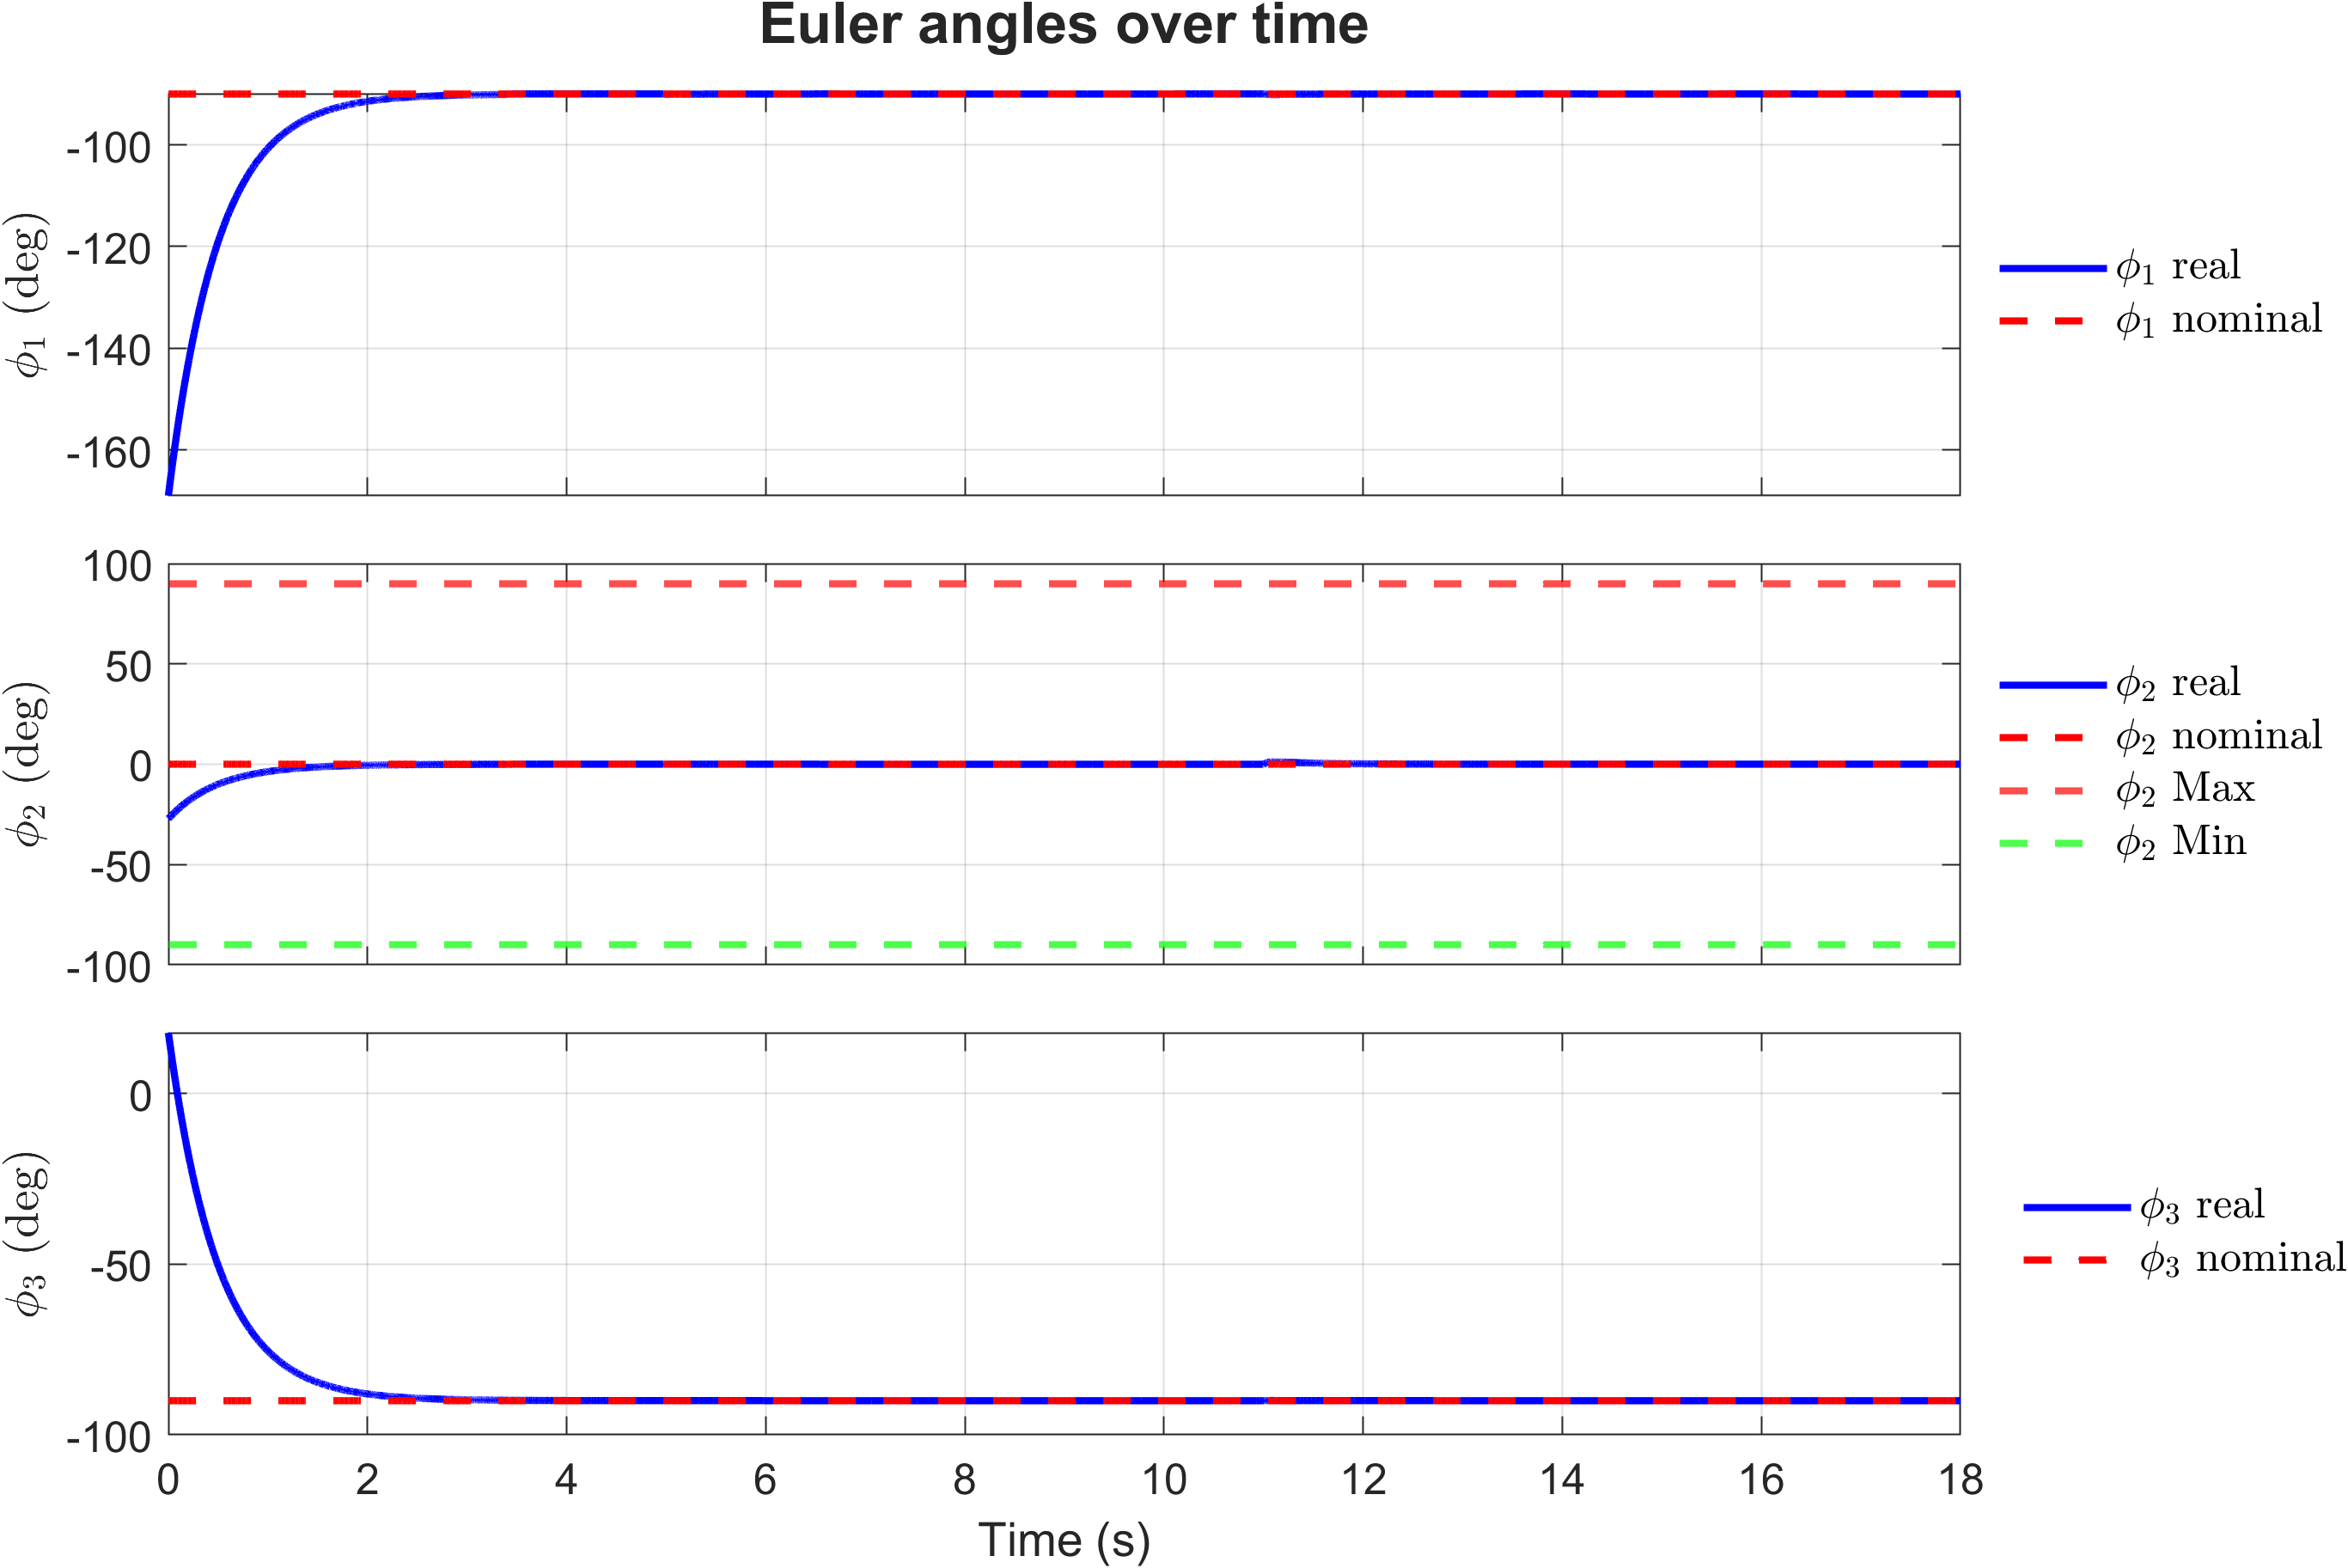 Euler angles over time
ϕ1 (deg)
-100
-120
-140
-160
ϕ1 real
ϕ1 nominal
ϕ2 (deg)
100
50
0
-50
-100
ϕ2 real
ϕ2 nominal
ϕ2 Max
ϕ2 Min
ϕ3 (deg)
0
-50
-100
ϕ3 real
ϕ3 nominal
0 2 4 6 8 10 12 14 16 18
Time (s)